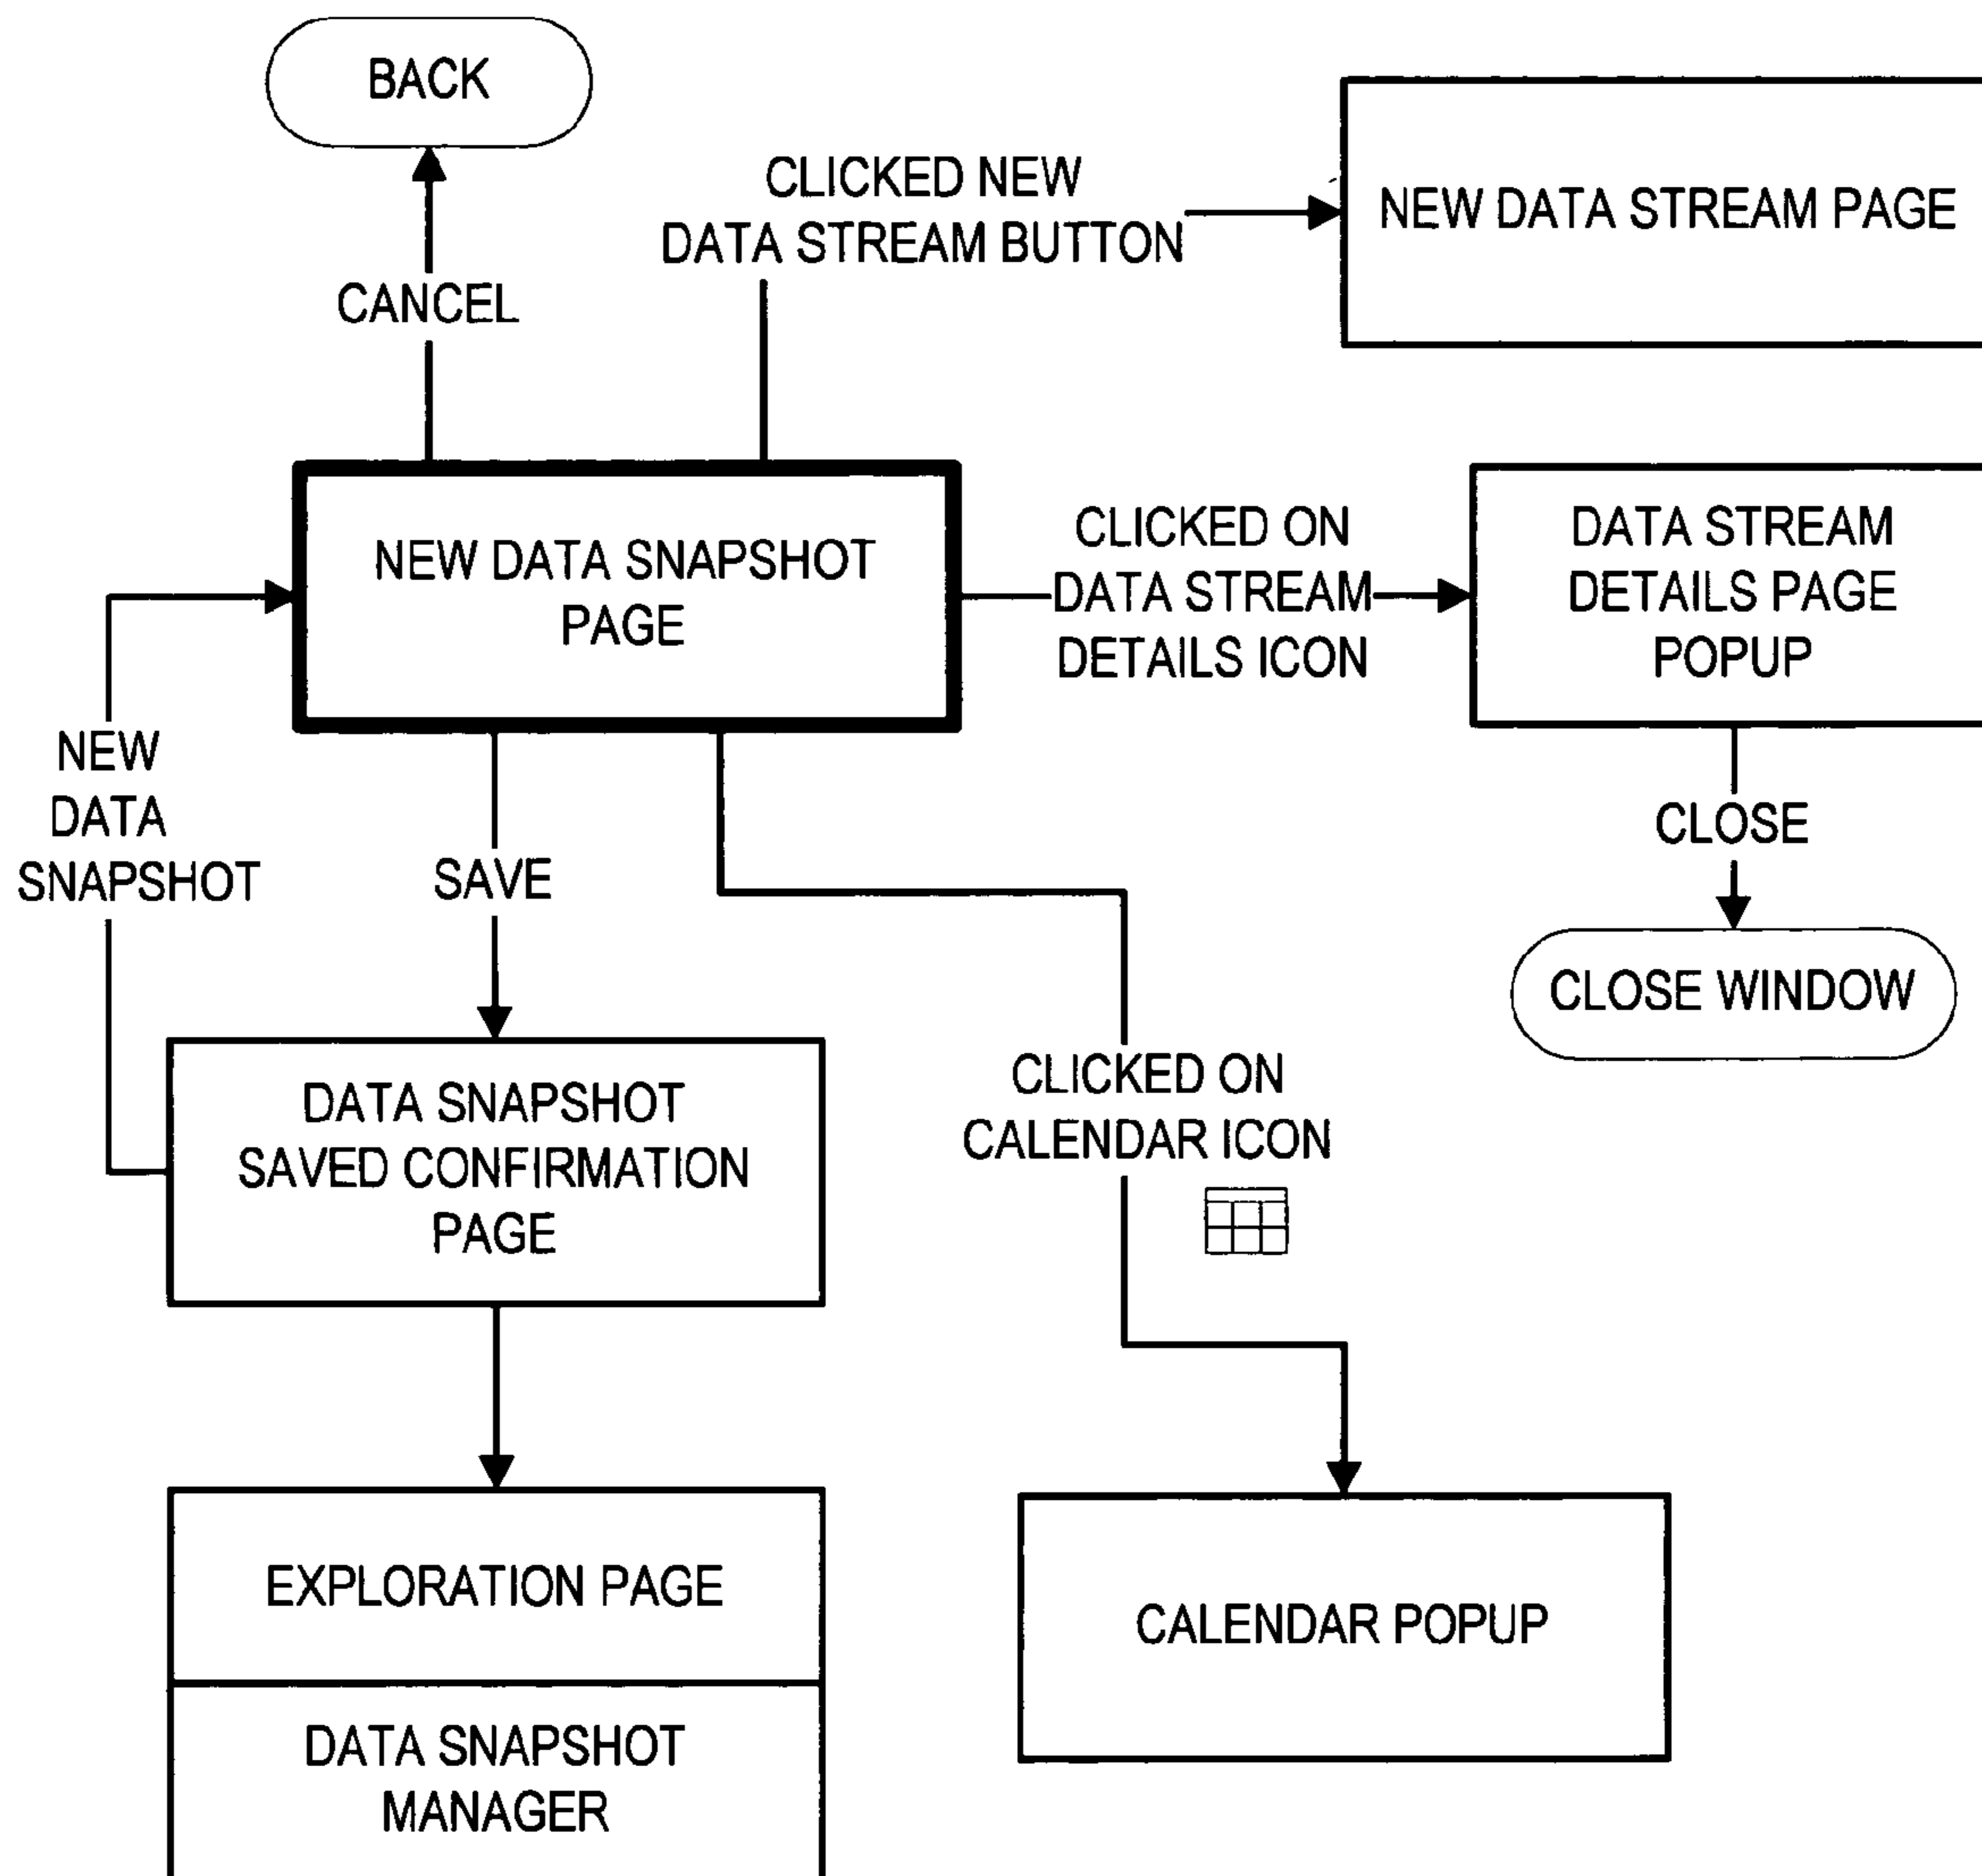 BACK
CLICKED NEW
DATA STREAM BUTTON
NEW DATA STREAM PAGE
CANCEL
NEW DATA SNAPSHOT
PAGE
CLICKED ON
DATA STREAM
DETAILS ICON
DATA STREAM
DETAILS PAGE
POPUP
NEW
DATA
SNAPSHOT
SAVE
CLOSE
CLOSE WINDOW
DATA SNAPSHOT
SAVED CONFIRMATION
PAGE
CLICKED ON
CALENDAR ICON
EXPLORATION PAGE
CALENDAR POPUP
DATA SNAPSHOT
MANAGER